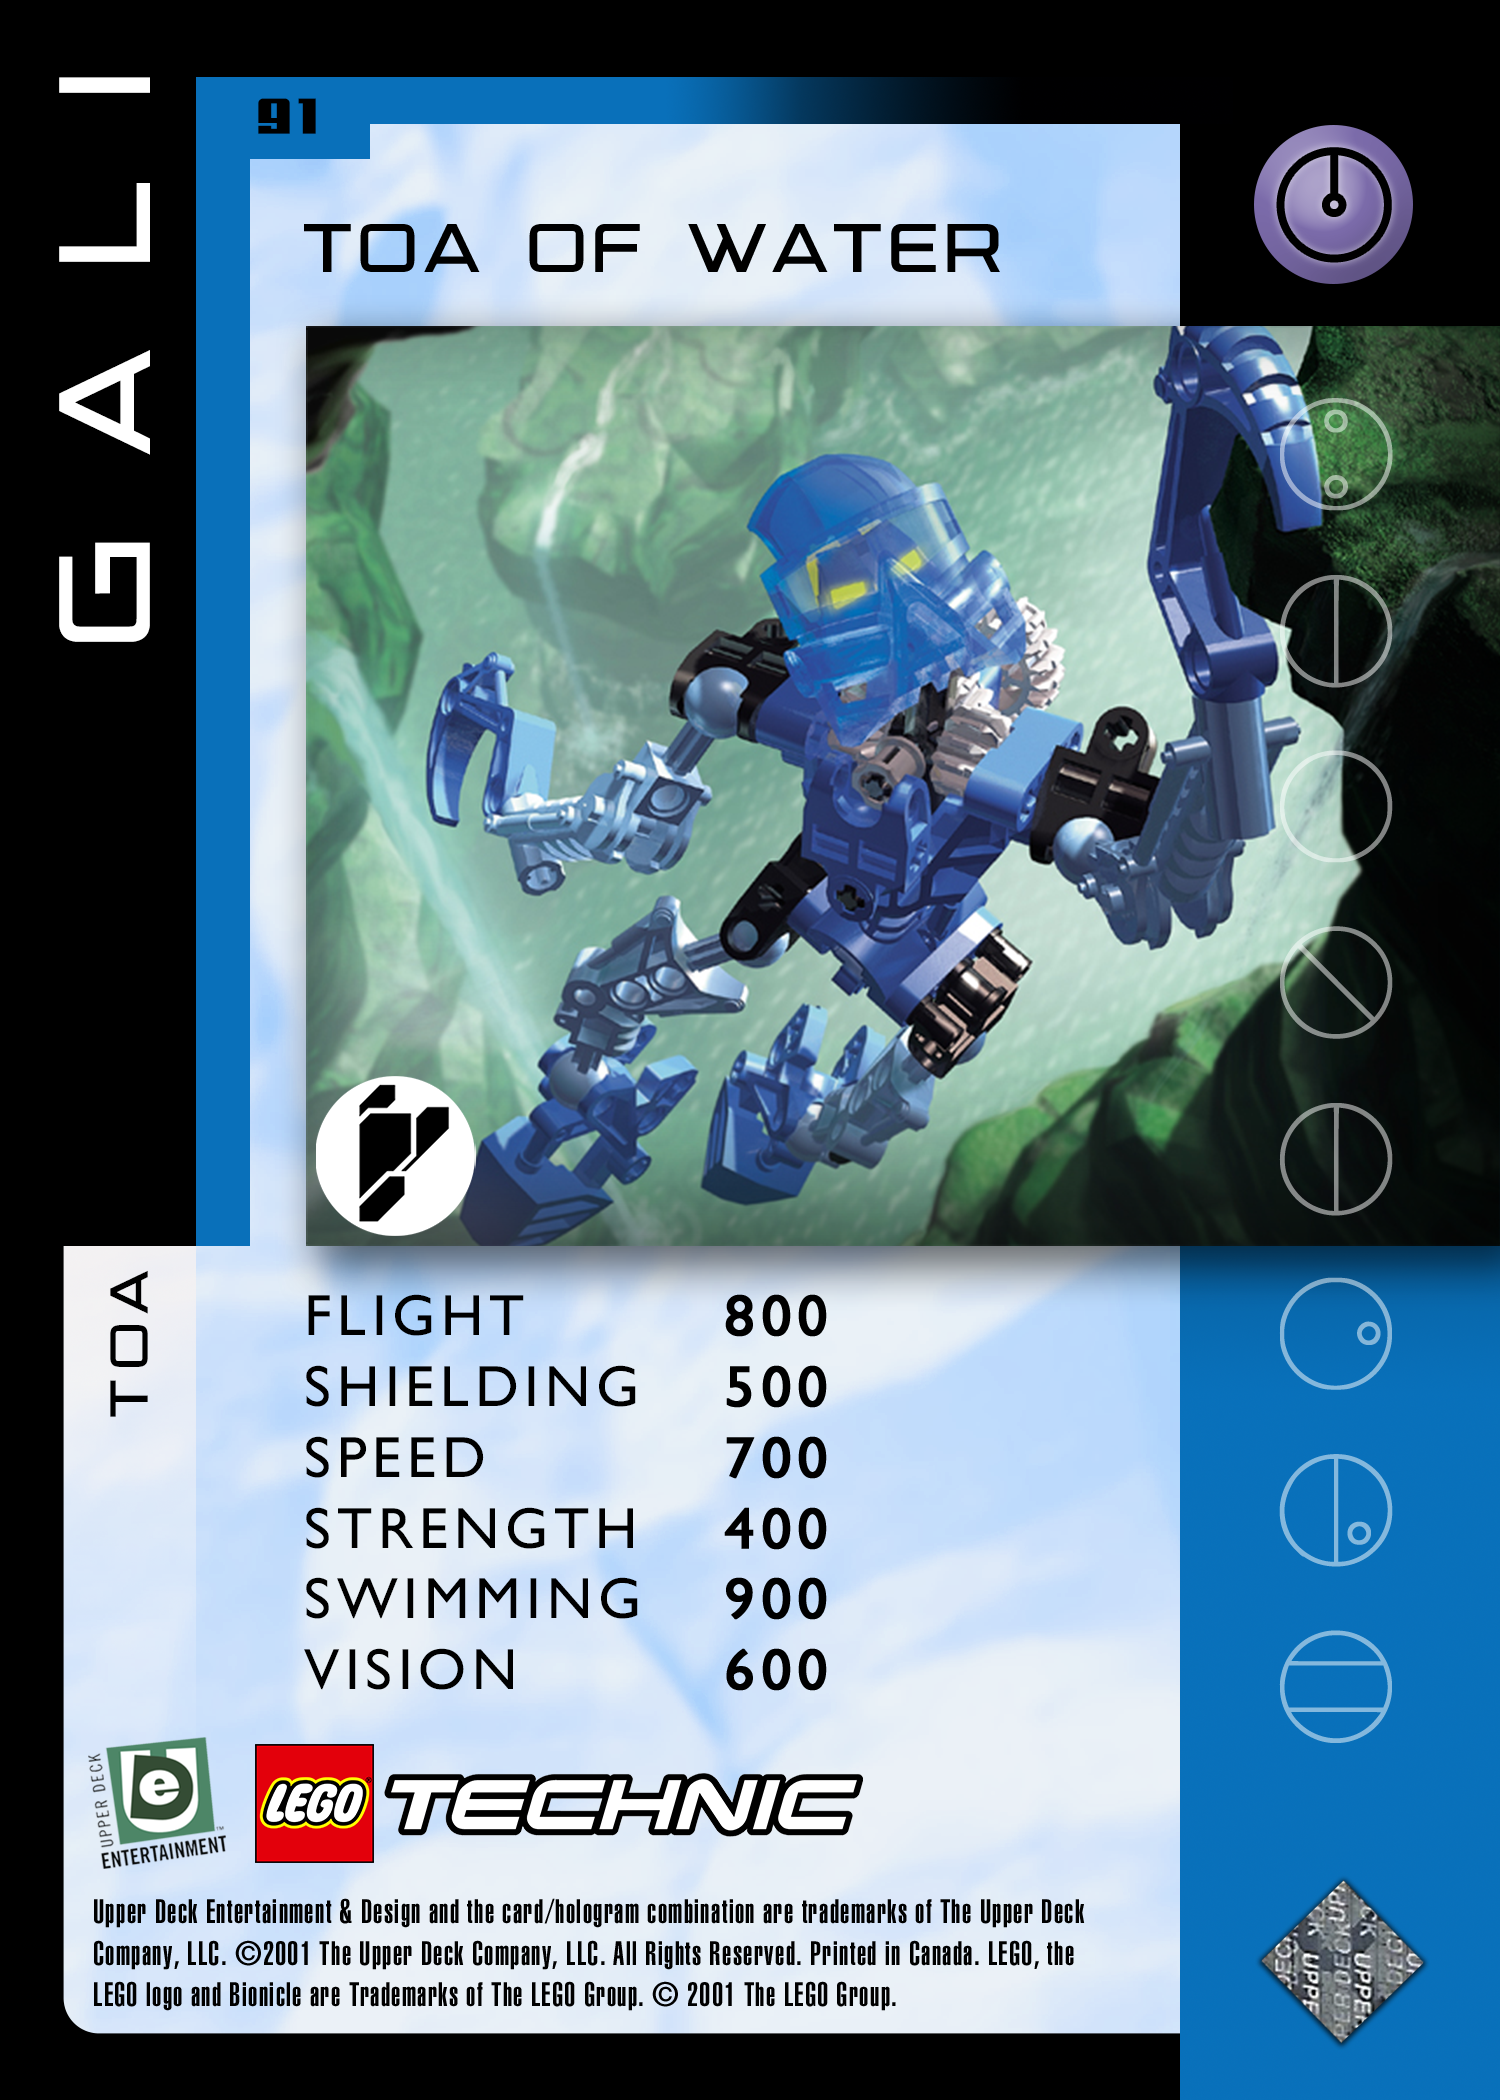 GALI
91
TOA OF WATER
TOA
FLIGHT 800
SHIELDING 500
SPEED 700
STRENGTH 400
SWIMMING 900
VISION 600
UPPER DECK
e
ENTERTAINMENT™
LEGO TECHNIC
Upper Deck Entertainment & Design and the card/hologram combination are trademarks of The Upper Deck
Company, LLC. ©2001 The Upper Deck Company, LLC. All Rights Reserved. Printed in Canada. LEGO, the
LEGO logo and Bionicle are Trademarks of The LEGO Group. © 2001 The LEGO Group.